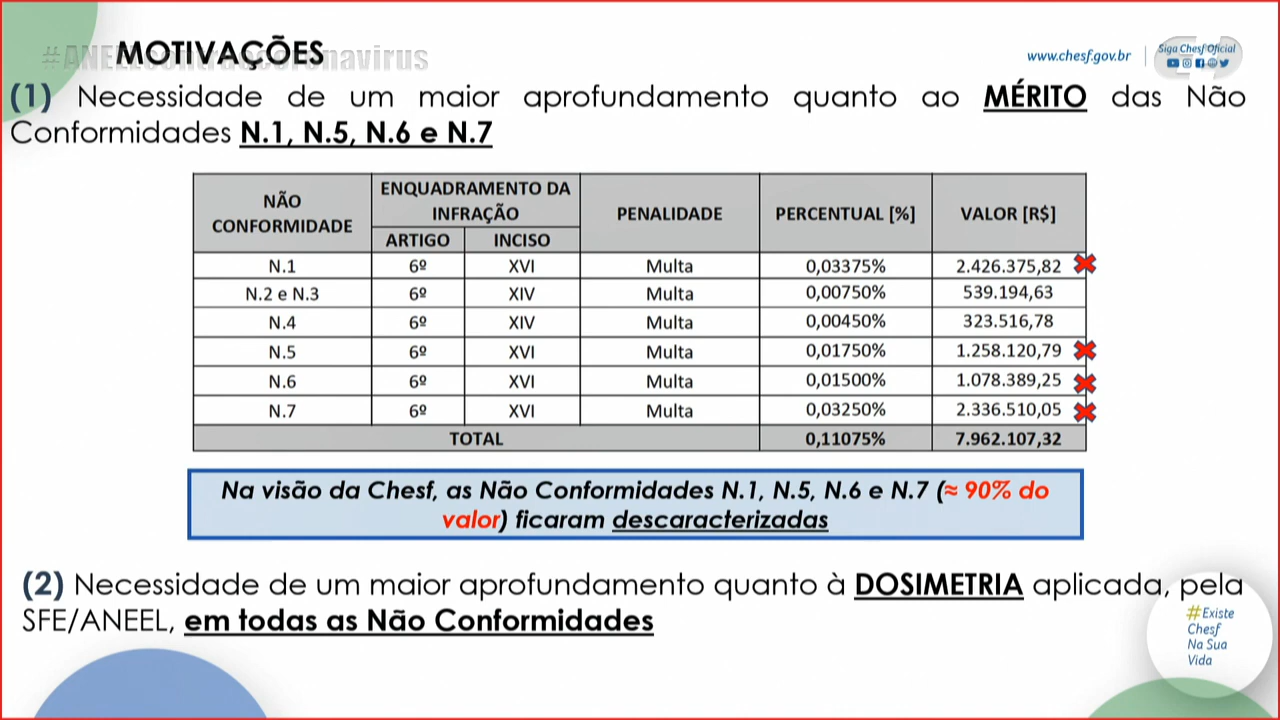 #ANEELcontraocoronavirus
MOTIVAÇÕES
www.chesf.gov.br
Siga Chesf Oficial
(1) Necessidade de um maior aprofundamento quanto ao MÉRITO das Não
Conformidades N.1, N.5, N.6 e N.7
NÃO CONFORMIDADE ENQUADRAMENTO DA INFRAÇÃO PENALIDADE PERCENTUAL [%] VALOR [R$]
ARTIGO INCISO
N.1 6º XVI Multa 0,03375% 2.426.375,82
N.2 e N.3 6º XIV Multa 0,00750% 539.194,63
N.4 6º XIV Multa 0,00450% 323.516,78
N.5 6º XVI Multa 0,01750% 1.258.120,79
N.6 6º XVI Multa 0,01500% 1.078.389,25
N.7 6º XVI Multa 0,03250% 2.336.510,05
TOTAL 0,11075% 7.962.107,32
Na visão da Chesf, as Não Conformidades N.1, N.5, N.6 e N.7 (≈ 90% do
valor) ficaram descaracterizadas
(2) Necessidade de um maior aprofundamento quanto à DOSIMETRIA aplicada, pela
SFE/ANEEL, em todas as Não Conformidades
#Existe
Chesf
Na Sua
Vida